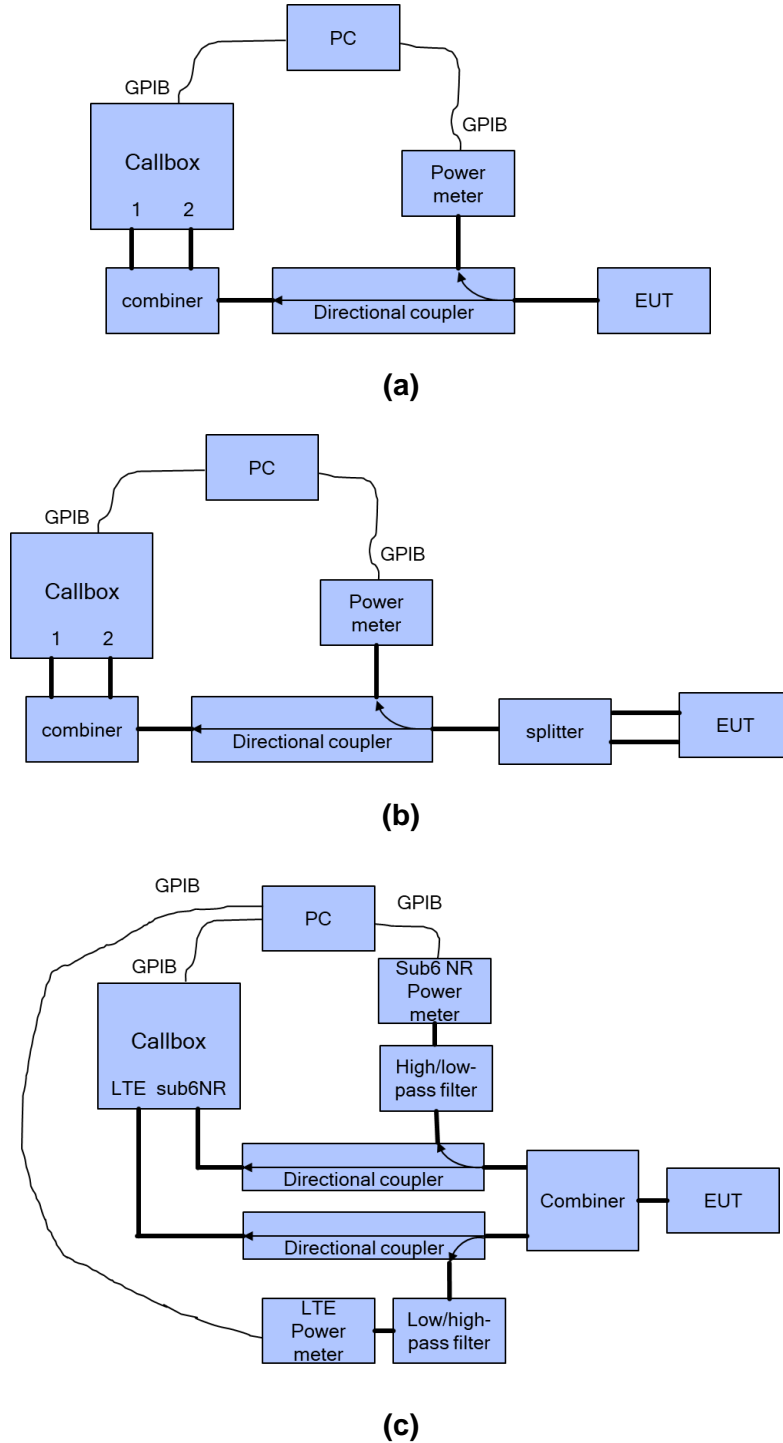 PC
GPIB
GPIB
Callbox
1 2
Power
meter
combiner
Directional coupler
EUT
(a)
PC
GPIB
GPIB
Callbox
1 2
Power
meter
combiner
Directional coupler
splitter
EUT
(b)
GPIB
PC
GPIB
GPIB
Sub6 NR
Power
meter
Callbox
LTE sub6NR
High/low-
pass filter
Directional coupler
Combiner
EUT
Directional coupler
LTE
Power
meter
Low/high-
pass filter
(c)